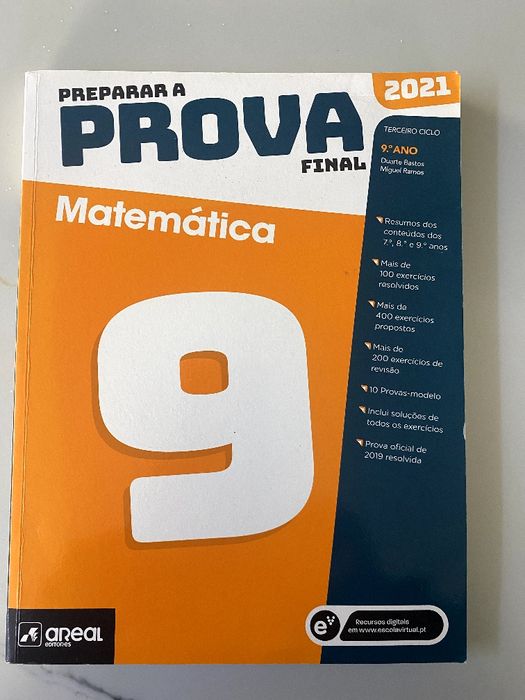 PREPARAR A
PROVA
FINAL
2021
TERCEIRO CICLO
9.º ANO
Duarte Bastos
Miguel Ramos
Matemática
Resumos dos
conteúdos dos
7.º, 8.º e 9.º anos
Mais de
100 exercícios
resolvidos
Mais de
400 exercícios
propostos
Mais de
200 exercícios de
revisão
10 Provas-modelo
Inclui soluções de
todos os exercícios
Prova oficial de
2019 resolvida
9
areal
EDITORES
e
Recursos digitais
em www.escolavirtual.pt